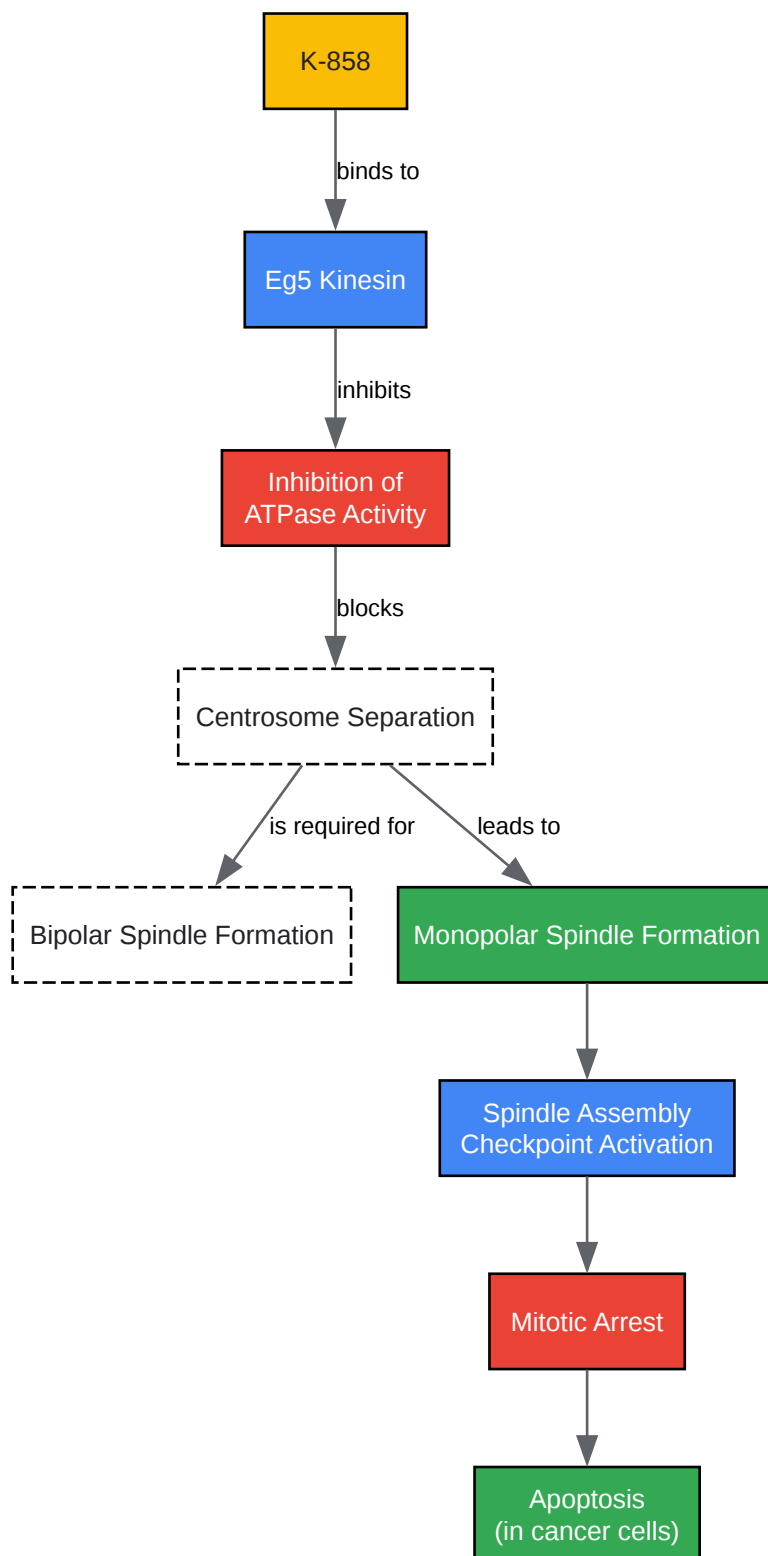 K-858
binds to
Eg5 Kinesin
inhibits
Inhibition of
ATPase Activity
blocks
Centrosome Separation
is required for
leads to
Bipolar Spindle Formation
Monopolar Spindle Formation
Spindle Assembly
Checkpoint Activation
Mitotic Arrest
Apoptosis
(in cancer cells)